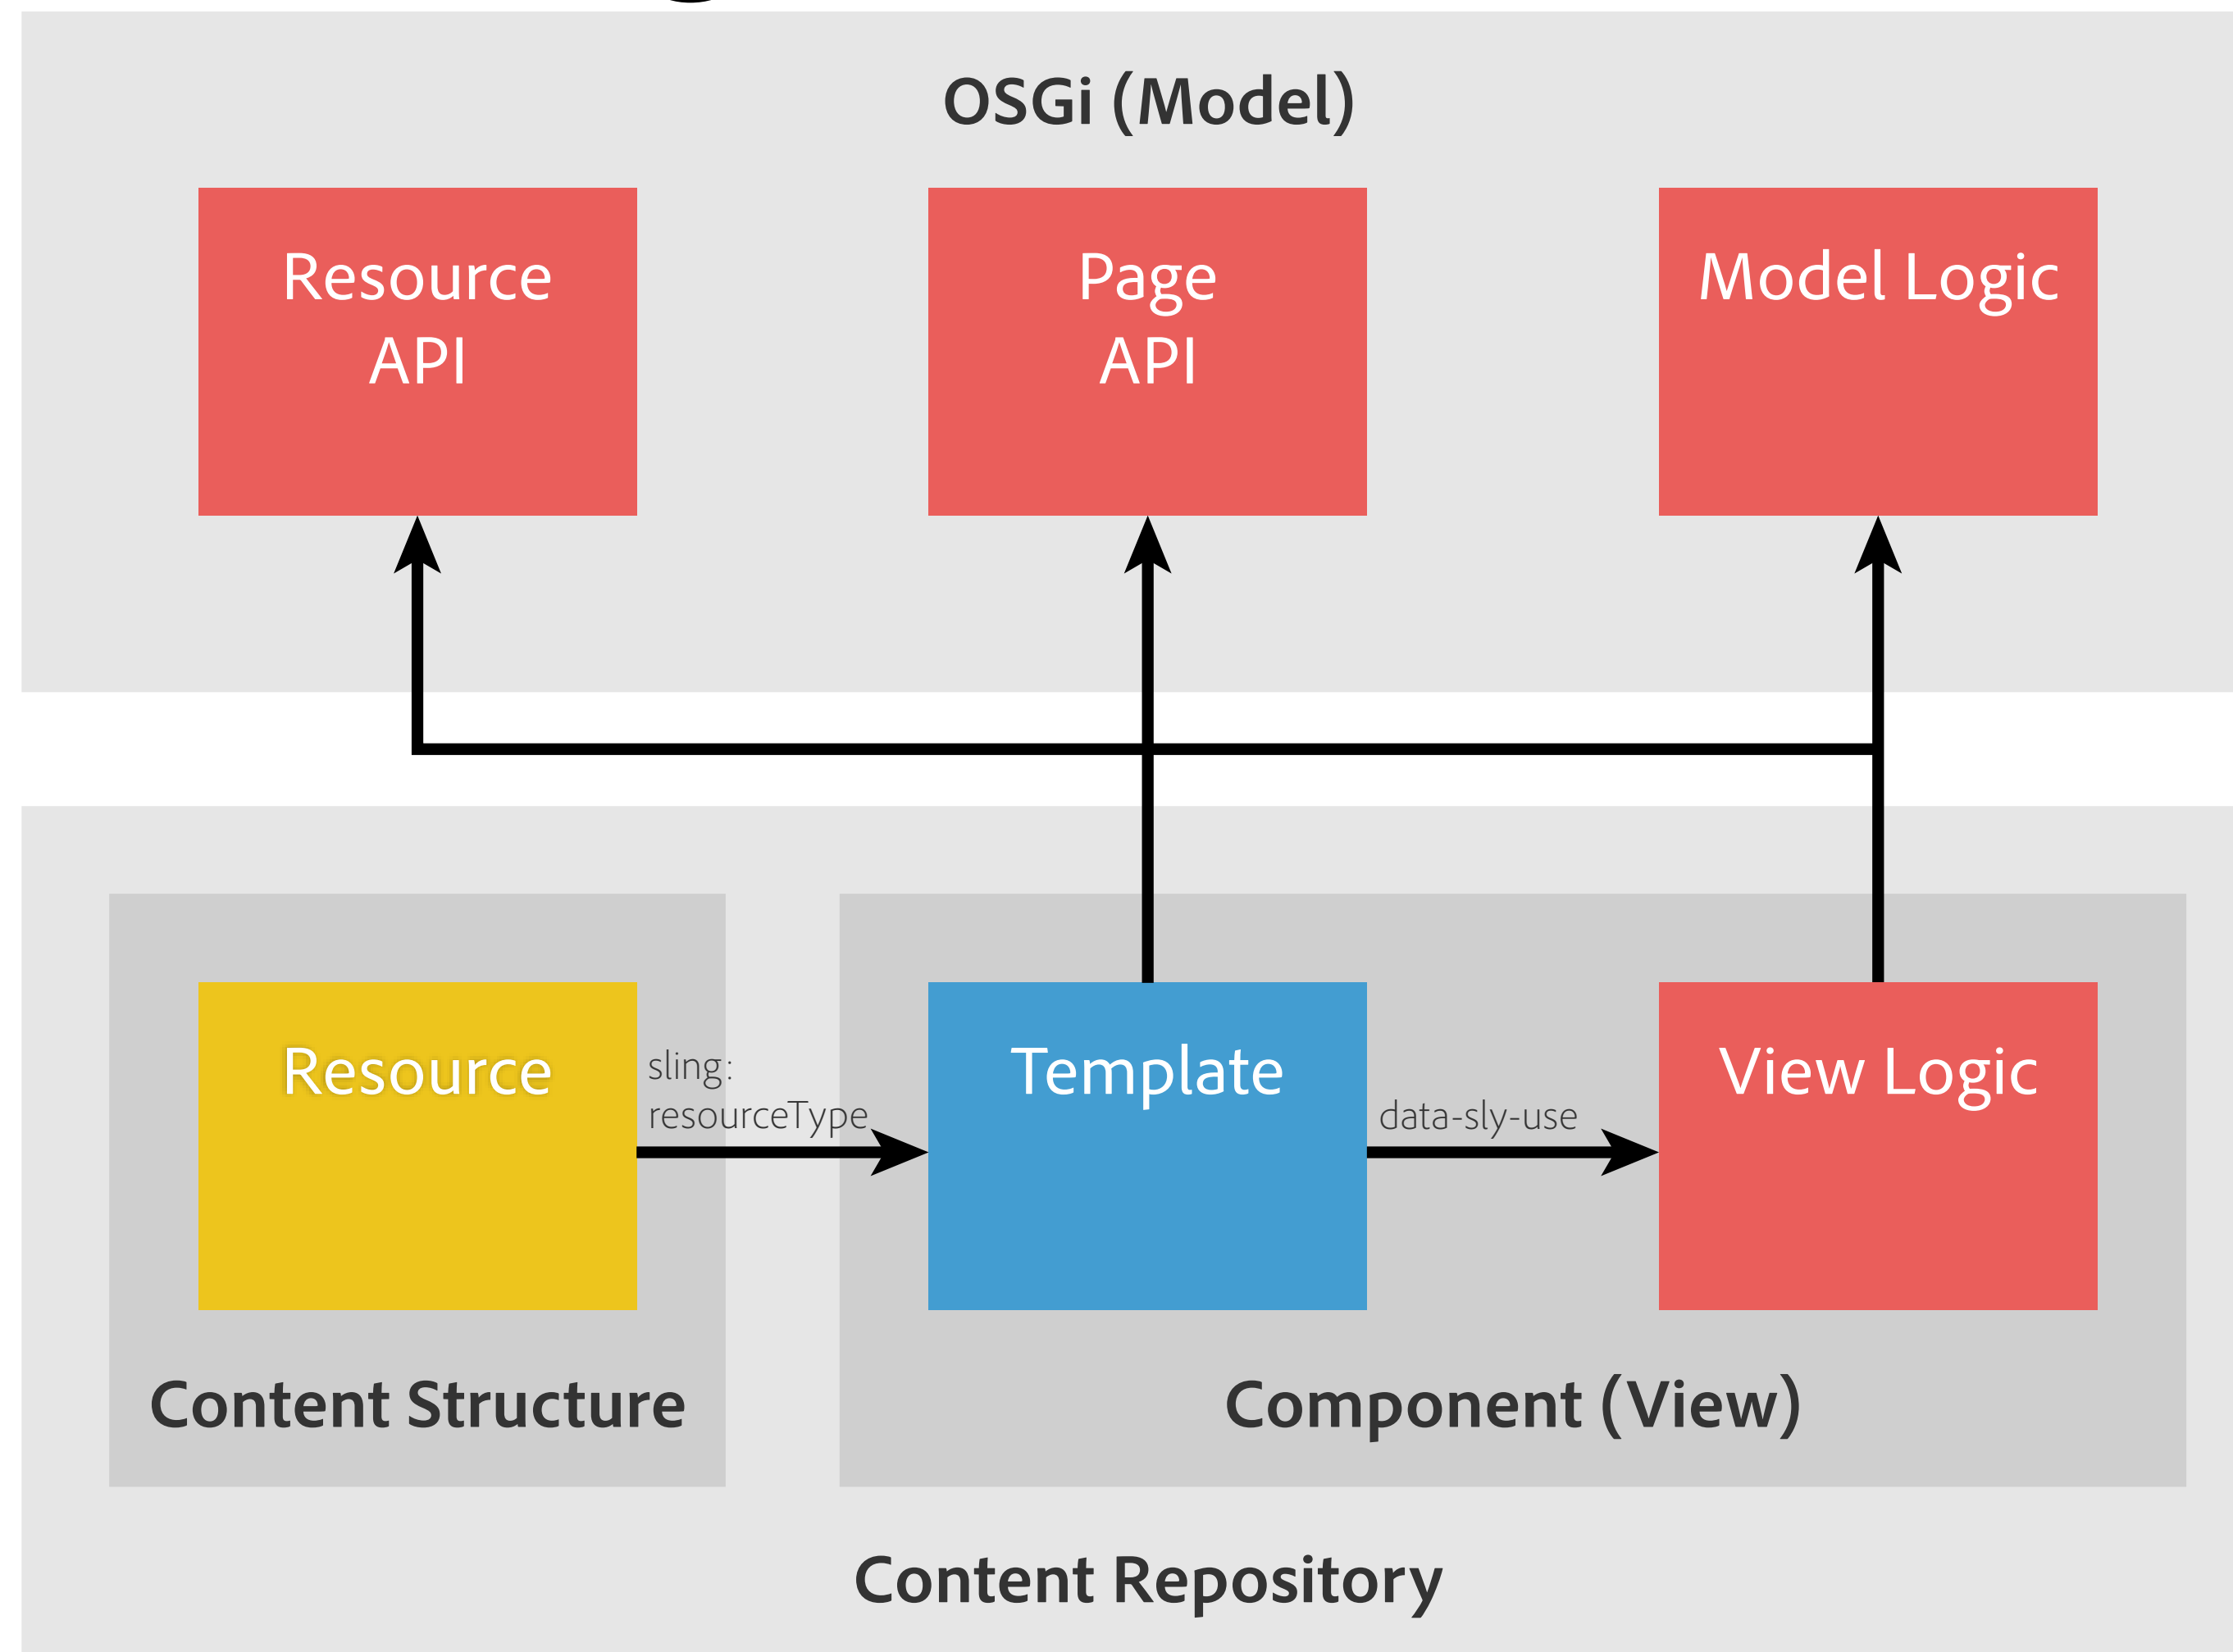 OSGi (Model)
Resource
API
Page
API
Model Logic
Resource
sling:
resourceType
Template
data-sly-use
View Logic
Content Structure
Component (View)
Content Repository